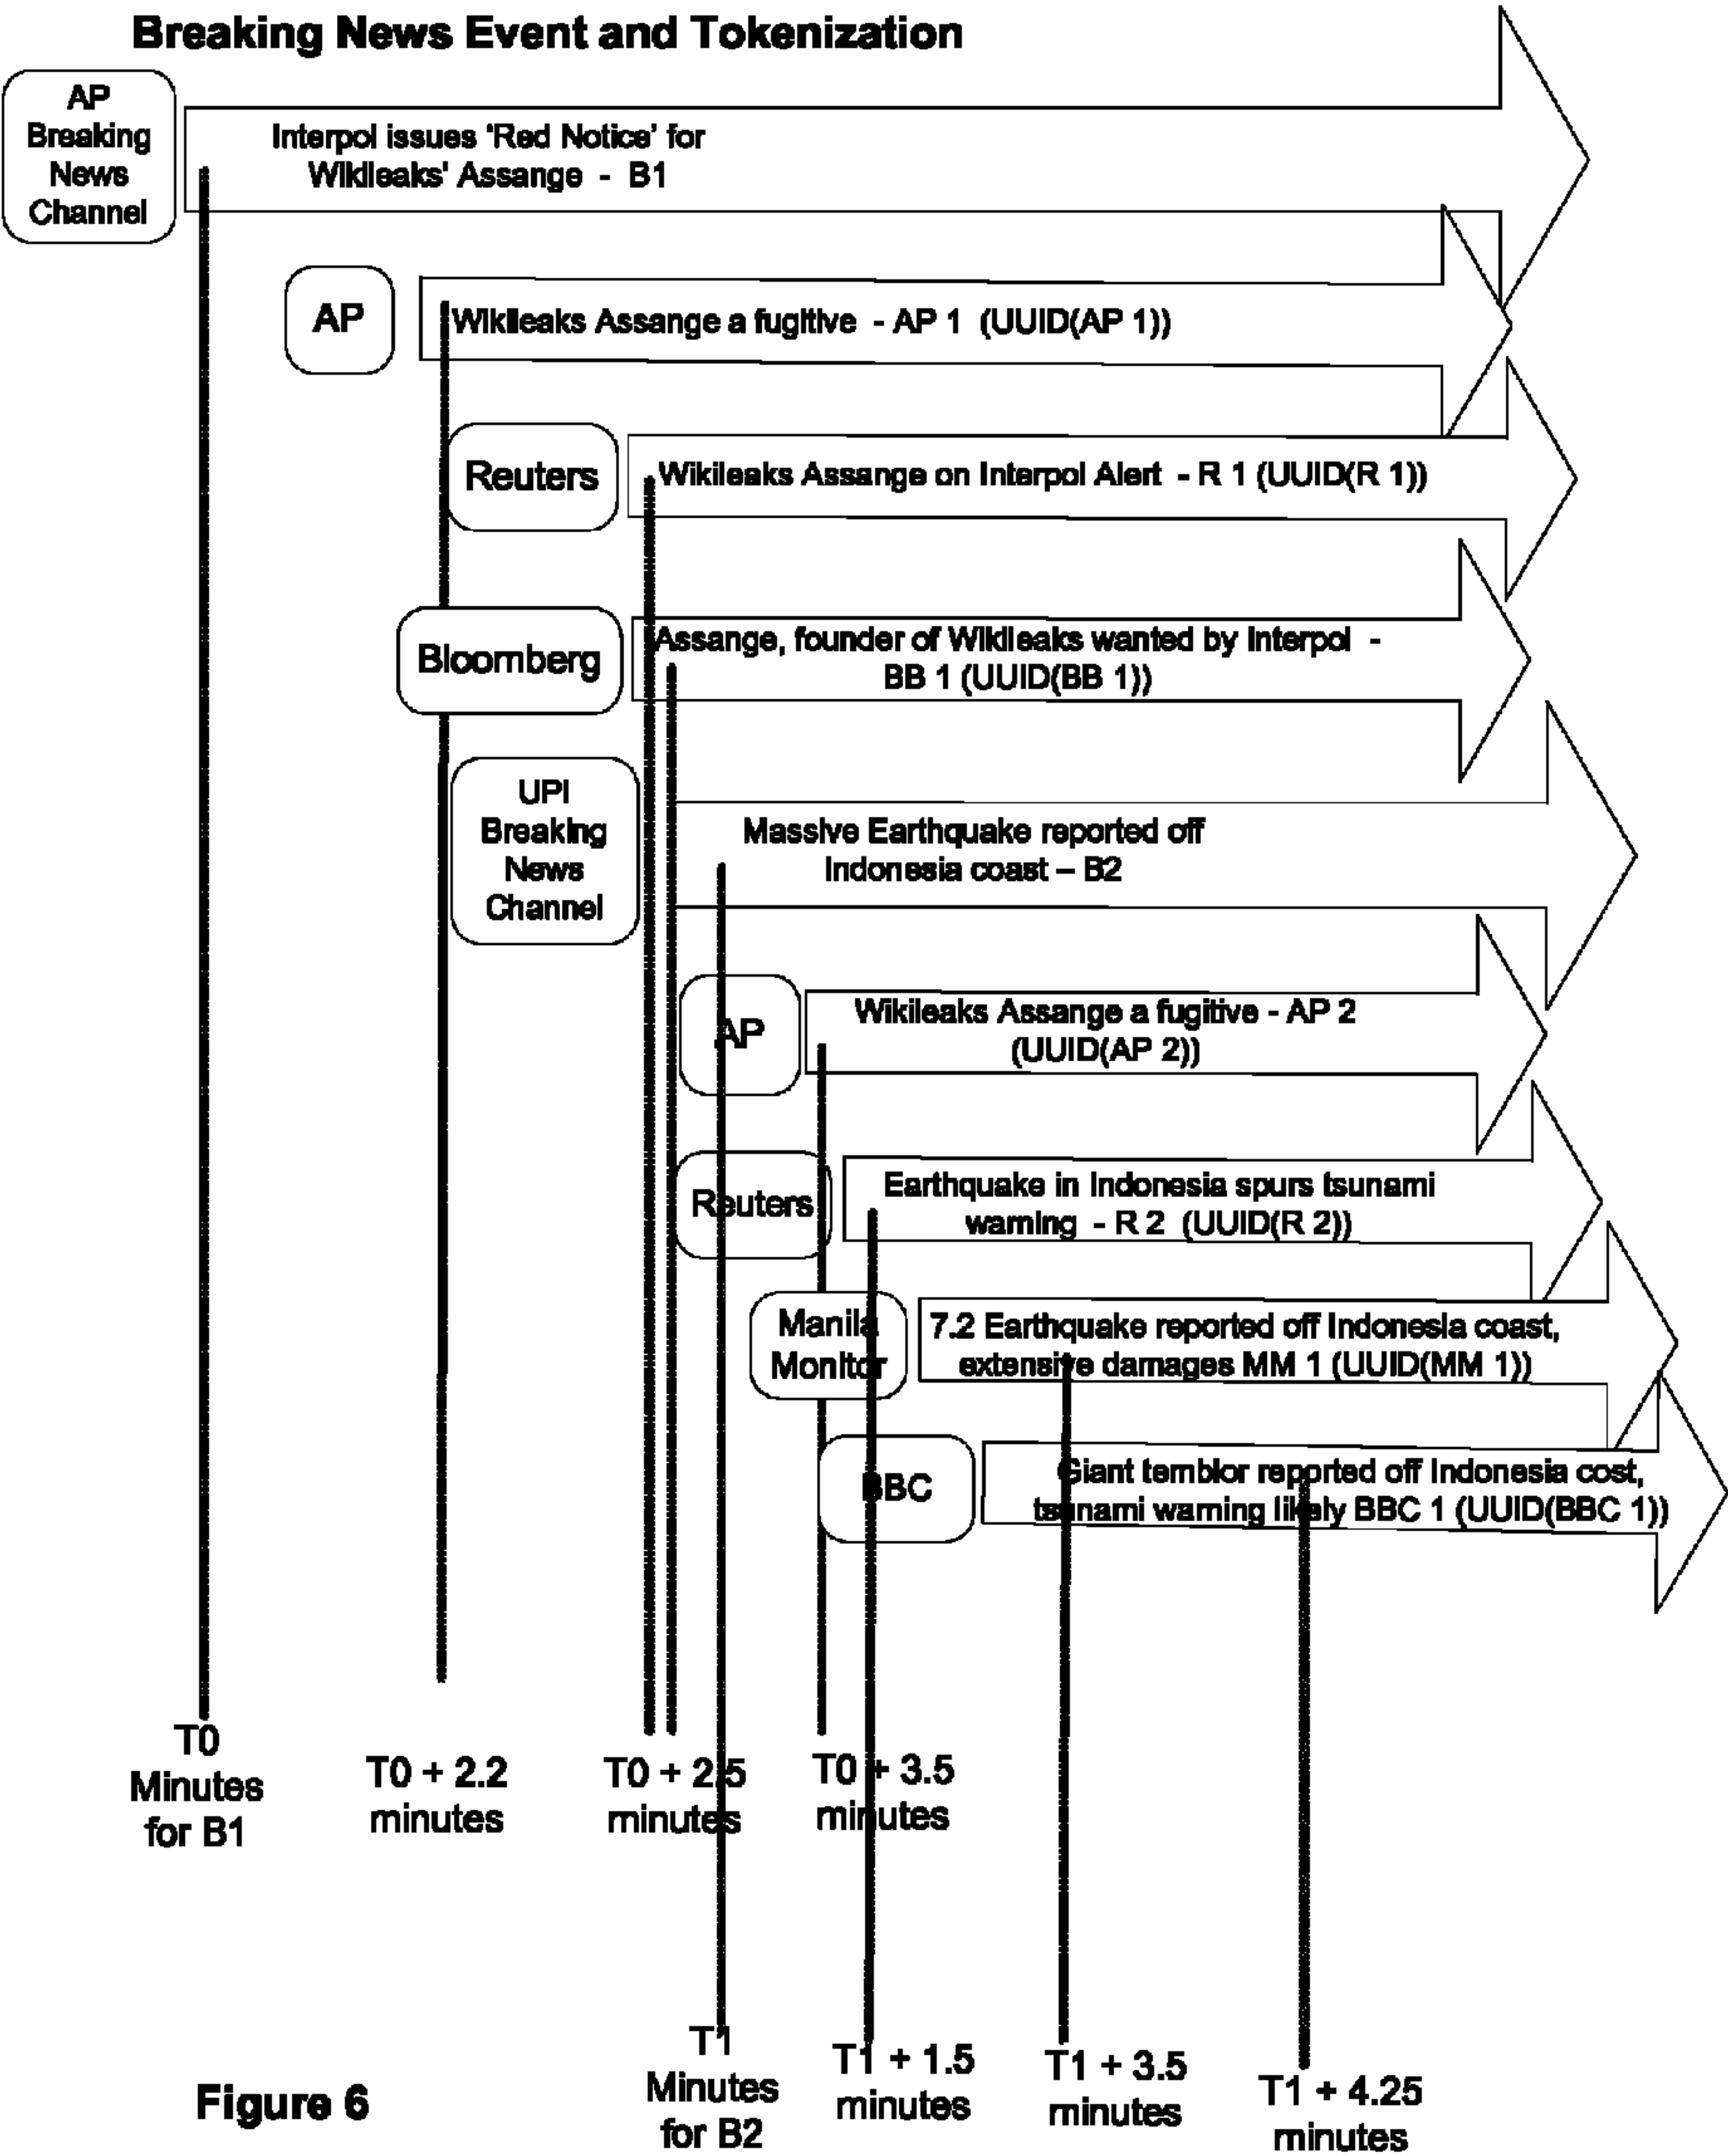 Breaking News Event and Tokenization
AP
Breaking
News
Channel
Interpol issues ‘Red Notice’ for
Wikileaks' Assange - B1
AP
Wikileaks Assange a fugitive - AP 1 (UUID(AP 1))
Reuters
Wikileaks Assange on Interpol Alert - R 1 (UUID(R 1))
Bloomberg
Assange, founder of Wikileaks wanted by Interpol -
BB 1 (UUID(BB 1))
UPI
Breaking
News
Channel
Massive Earthquake reported off
Indonesia coast – B2
AP
Wikileaks Assange a fugitive - AP 2
(UUID(AP 2))
Reuters
Earthquake in Indonesia spurs tsunami
warning - R 2 (UUID(R 2))
Manila
Monitor
7.2 Earthquake reported off Indonesia coast,
extensive damages MM 1 (UUID(MM 1))
BBC
Giant temblor reported off Indonesia cost,
tsunami warning likely BBC 1 (UUID(BBC 1))
T0
Minutes
for B1
T0 + 2.2
minutes
T0 + 2.5
minutes
T0 + 3.5
minutes
T1
Minutes
for B2
T1 + 1.5
minutes
T1 + 3.5
minutes
T1 + 4.25
minutes
Figure 6